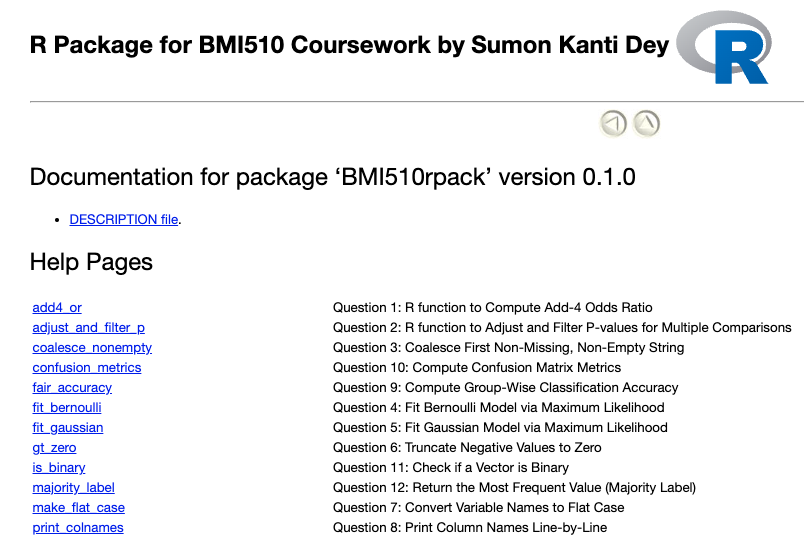 R Package for BMI510 Coursework by Sumon Kanti Dey
R
Documentation for package ‘BMI510rpack’ version 0.1.0
• DESCRIPTION file.
Help Pages
add4_or Question 1: R function to Compute Add-4 Odds Ratio
adjust_and_filter_p Question 2: R function to Adjust and Filter P-values for Multiple Comparisons
coalesce_nonempty Question 3: Coalesce First Non-Missing, Non-Empty String
confusion_metrics Question 10: Compute Confusion Matrix Metrics
fair_accuracy Question 9: Compute Group-Wise Classification Accuracy
fit_bernoulli Question 4: Fit Bernoulli Model via Maximum Likelihood
fit_gaussian Question 5: Fit Gaussian Model via Maximum Likelihood
gt_zero Question 6: Truncate Negative Values to Zero
is_binary Question 11: Check if a Vector is Binary
majority_label Question 12: Return the Most Frequent Value (Majority Label)
make_flat_case Question 7: Convert Variable Names to Flat Case
print_colnames Question 8: Print Column Names Line-by-Line